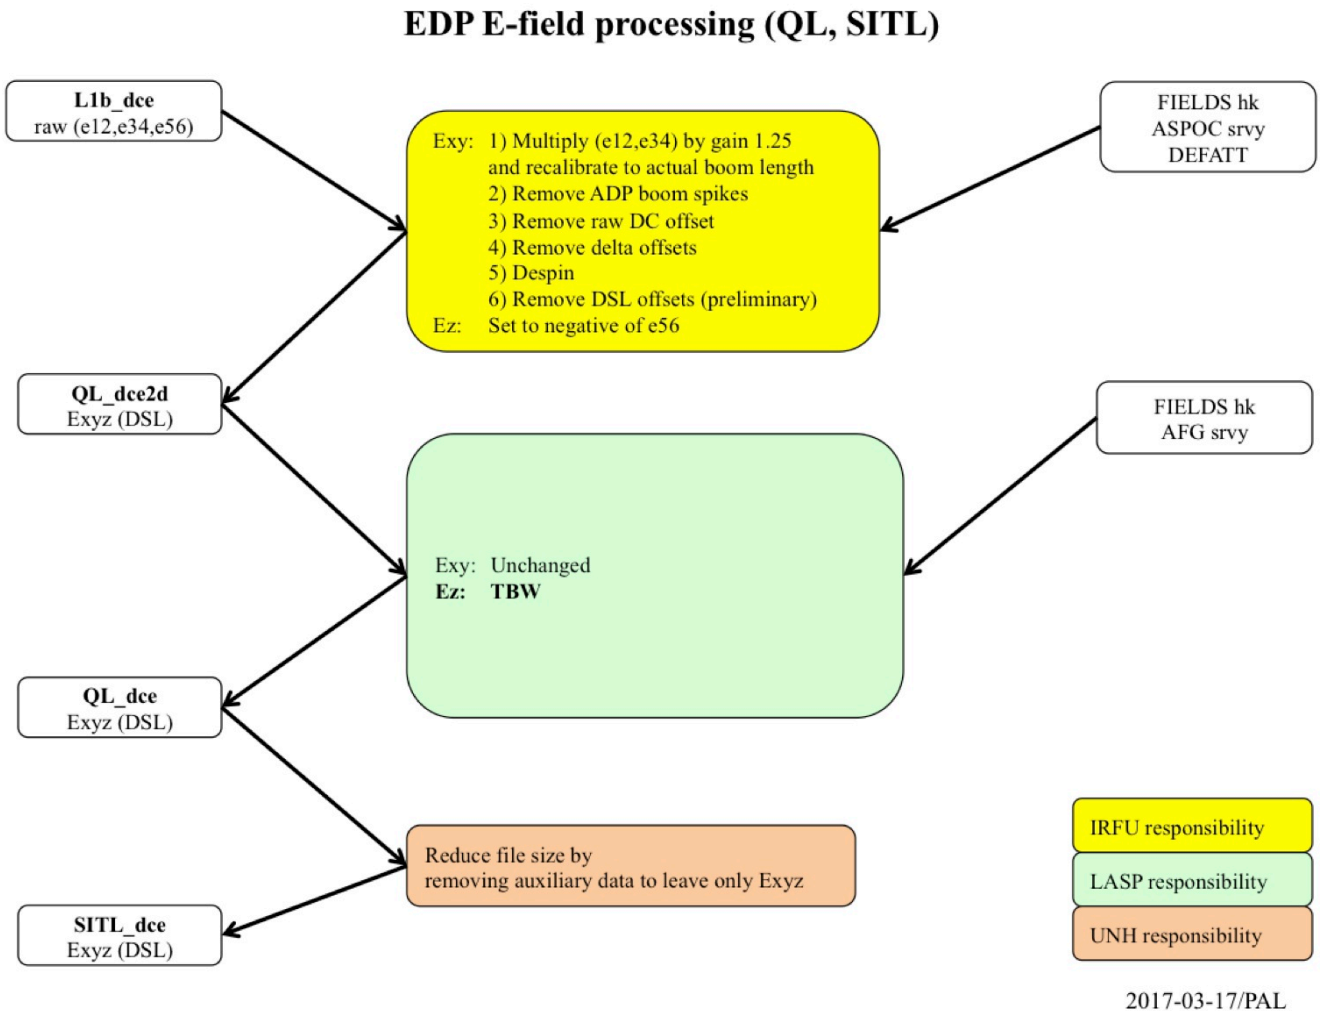 EDP E-field processing (QL, SITL)
L1b_dce
raw (e12,e34,e56)
Exy: 1) Multiply (e12,e34) by gain 1.25
and recalibrate to actual boom length
2) Remove ADP boom spikes
3) Remove raw DC offset
4) Remove delta offsets
5) Despin
6) Remove DSL offsets (preliminary)
Ez: Set to negative of e56
FIELDS hk
ASPOC srvy
DEFATT
QL_dce2d
Exyz (DSL)
FIELDS hk
AFG srvy
Exy: Unchanged
Ez: TBW
QL_dce
Exyz (DSL)
Reduce file size by
removing auxiliary data to leave only Exyz
SITL_dce
Exyz (DSL)
IRFU responsibility
LASP responsibility
UNH responsibility
2017-03-17/PAL